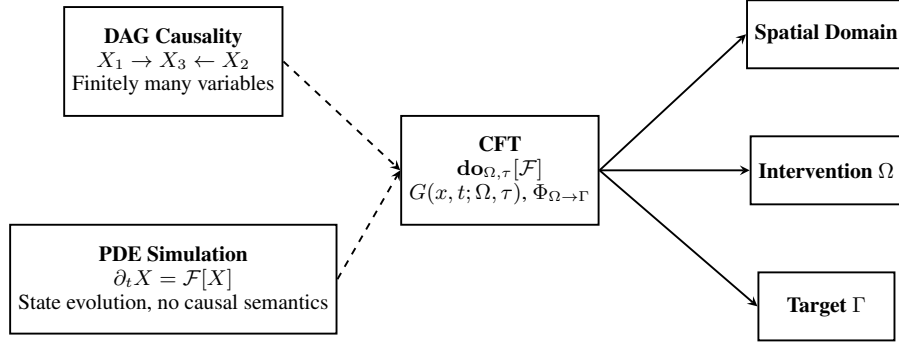 DAG Causality
X₁ → X₃ ← X₂
Finitely many variables
PDE Simulation
∂ₜX = ℱ[X]
State evolution, no causal semantics
CFT
do_{Ω,τ}[ℱ]
G(x, t; Ω, τ), Φ_{Ω→Γ}
Spatial Domain
Intervention Ω
Target Γ